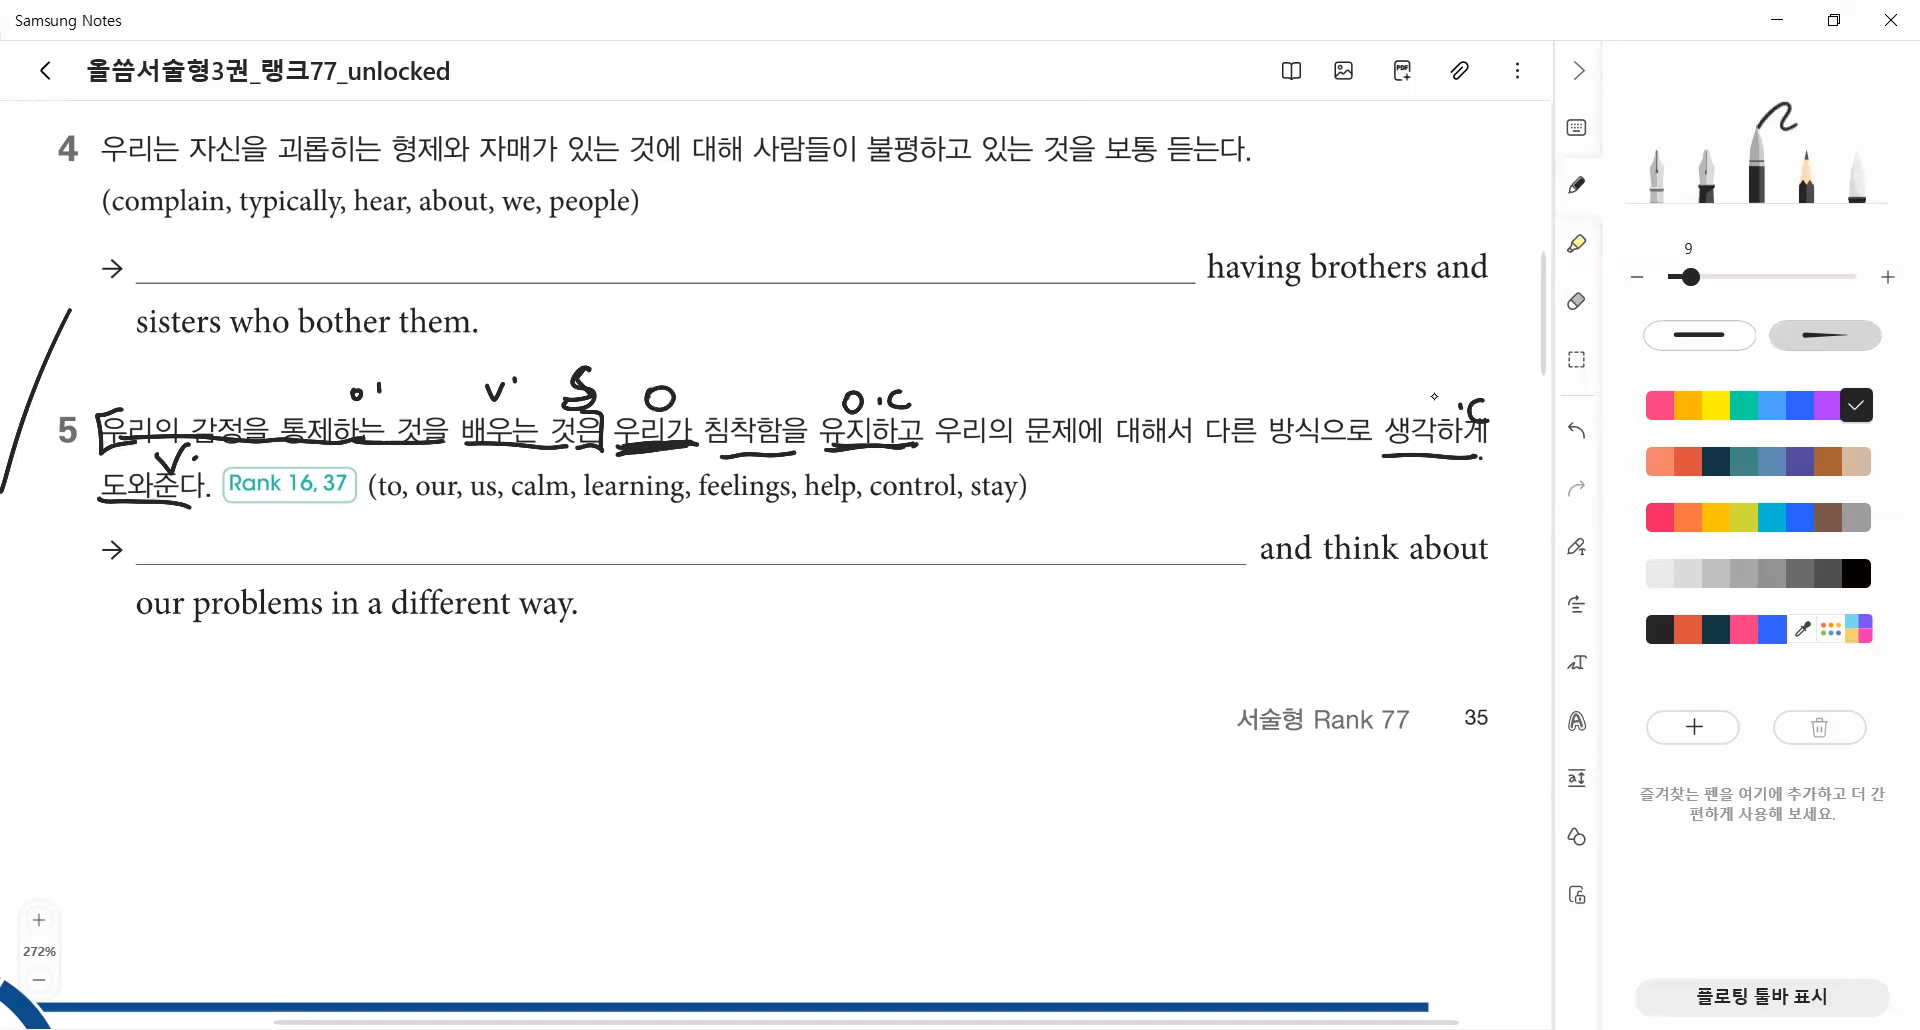 Samsung Notes
올씀서술형3권_랭크77_unlocked
4 우리는 자신을 괴롭히는 형제와 자매가 있는 것에 대해 사람들이 불평하고 있는 것을 보통 듣는다.
(complain, typically, hear, about, we, people)
→ having brothers and
sisters who bother them.
o' v' S O O.C .C
5 우리의 감정을 통제하는 것을 배우는 것은 우리가 침착함을 유지하고 우리의 문제에 대해서 다른 방식으로 생각하게
V.
도와준다. Rank 16, 37 (to, our, us, calm, learning, feelings, help, control, stay)
→ and think about
our problems in a different way.
서술형 Rank 77 35
272%
9
즐겨찾는 펜을 여기에 추가하고 더 간
편하게 사용해 보세요.
플로팅 툴바 표시